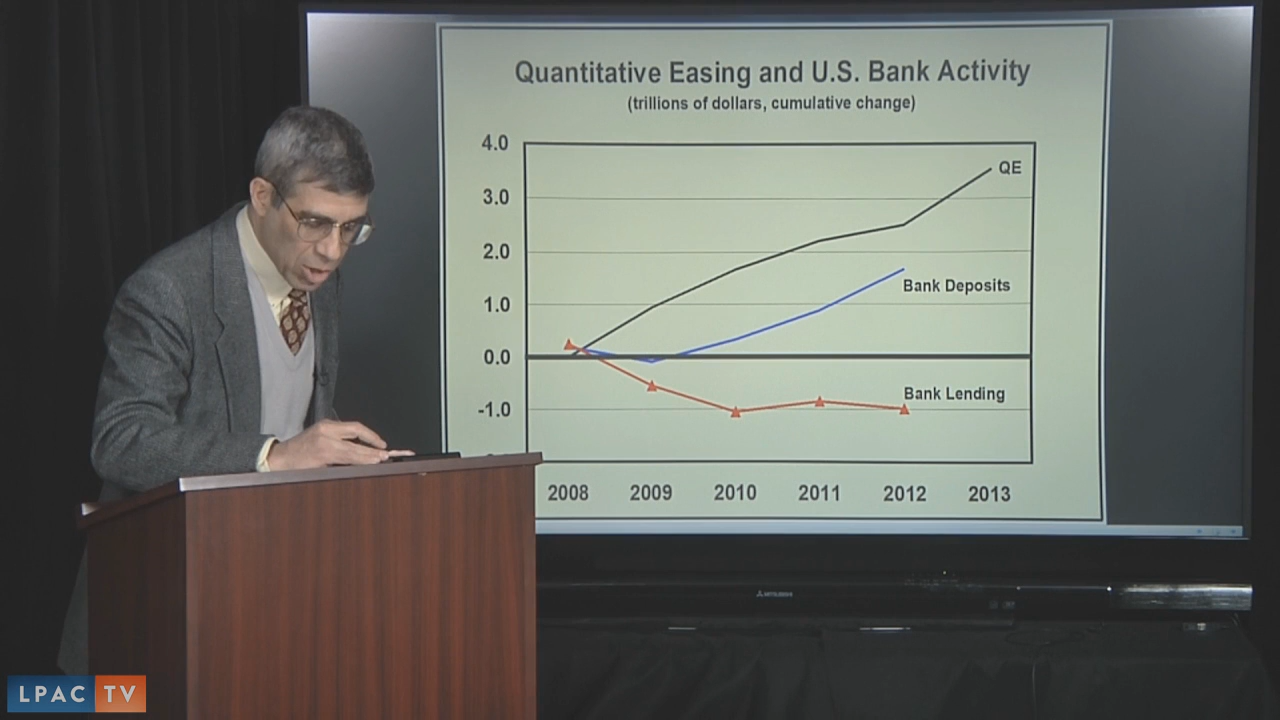 Quantitative Easing and U.S. Bank Activity
(trillions of dollars, cumulative change)
4.0
3.0
2.0
1.0
0.0
-1.0
QE
Bank Deposits
Bank Lending
2008 2009 2010 2011 2012 2013
MITSUBISHI
LPAC TV